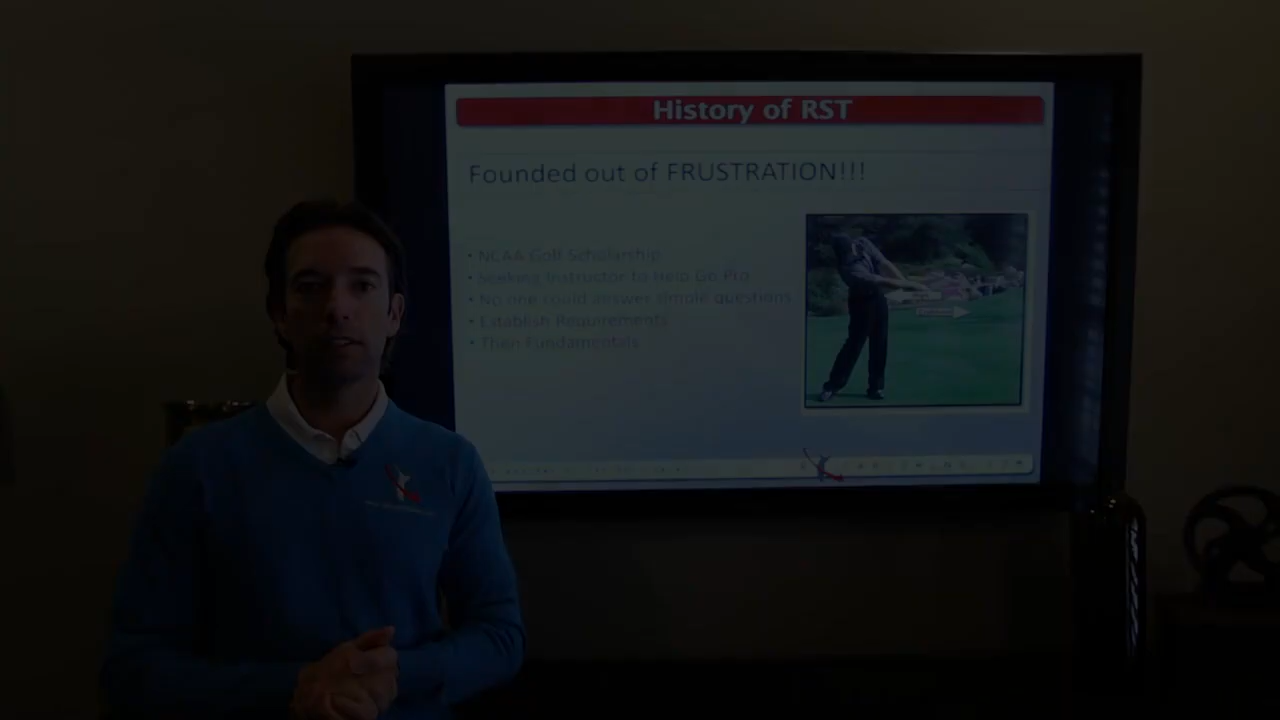 History of RST
Founded out of FRUSTRATION!!!
• NCAA Golf Scholarship
• Seeking Instructor to Help Go Pro
• No one could answer simple questions
• Establish Requirements
• Then Fundamentals